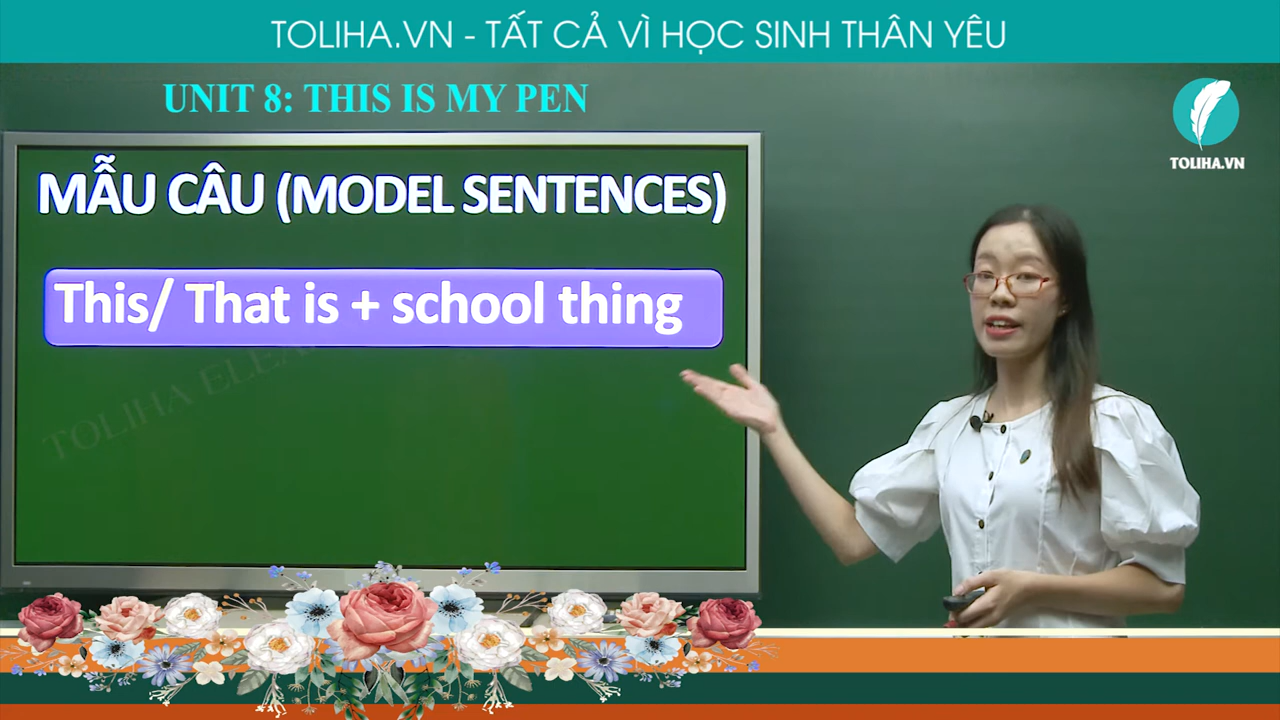 TOLIHA.VN - TẤT CẢ VÌ HỌC SINH THÂN YÊU
UNIT 8: THIS IS MY PEN
TOLIHA.VN
MẪU CÂU (MODEL SENTENCES)
This/ That is + school thing
TOLIHA